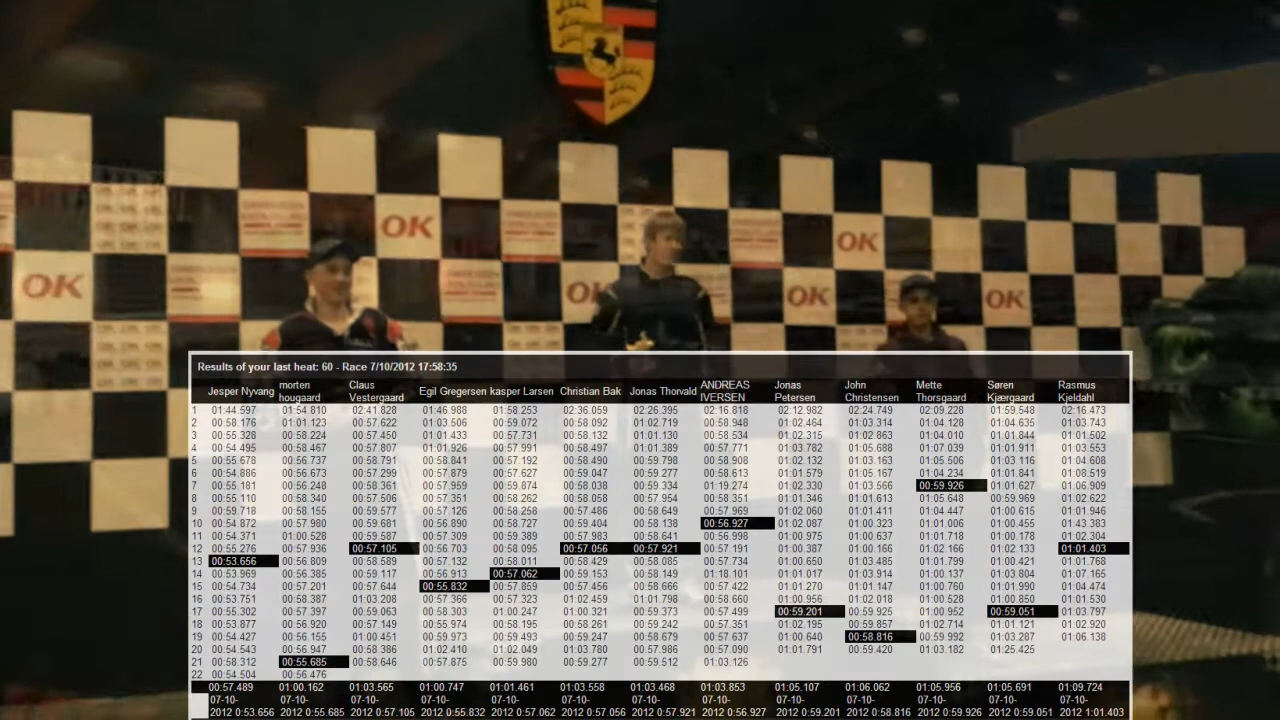 OK
OK
OK
OK
OK
Results of your last heat: 60 - Race 7/10/2012 17:58:35
Jesper Nyvang morten hougaard Claus Vestergaard Egil Gregersen kasper Larsen Christian Bak Jonas Thorvald ANDREAS IVERSEN Jonas Petersen John Christensen Mette Thorsgaard Søren Kjærgaard Rasmus Kjeldahl
1 01:44.597 01:54.810 02:41.828 01:46.988 01:58.253 02:36.059 02:26.395 02:16.818 02:12.982 02:24.749 02:09.228 01:59.548 02:16.473
2 00:58.176 01:01.123 00:57.622 01:03.506 00:59.072 00:58.092 01:02.719 00:58.948 01:02.464 01:03.314 01:04.128 01:04.635 01:03.743
3 00:55.328 00:58.224 00:57.450 01:01.433 00:57.731 00:58.132 01:01.130 00:58.534 01:02.315 01:02.863 01:04.010 01:01.844 01:01.502
4 00:54.495 00:58.467 00:57.807 01:01.926 00:57.991 00:58.497 01:01.389 00:57.771 01:03.782 01:05.688 01:07.039 01:01.911 01:03.553
5 00:55.678 00:56.737 00:58.791 00:58.841 00:57.192 00:58.490 00:59.798 00:58.908 01:02.132 01:03.163 01:05.506 01:03.116 01:04.608
6 00:54.886 00:56.673 00:57.299 00:57.879 00:57.627 00:59.047 00:59.277 00:58.613 01:01.579 01:05.167 01:04.234 01:01.841 01:08.519
7 00:55.181 00:56.248 00:58.361 00:57.959 00:59.874 00:58.038 00:59.334 01:19.274 01:02.330 01:03.566 00:59.926 01:01.627 01:06.909
8 00:55.110 00:58.340 00:57.506 00:57.351 00:58.262 00:58.058 00:57.954 00:58.351 01:01.346 01:01.613 01:05.648 00:59.969 01:02.622
9 00:59.718 00:58.155 00:59.577 00:57.126 00:58.258 00:57.486 00:58.649 00:57.969 01:02.060 01:01.411 01:04.447 01:00.615 01:01.946
10 00:54.872 00:57.980 00:59.681 00:56.890 00:58.727 00:59.404 00:58.138 00:56.927 01:02.087 01:00.323 01:01.006 01:00.455 01:43.383
11 00:54.371 01:00.528 00:59.587 00:57.309 00:59.389 00:57.983 00:58.641 00:56.998 01:00.975 01:00.637 01:01.718 01:00.178 01:02.304
12 00:55.276 00:57.936 00:57.105 00:56.703 00:58.095 00:57.056 00:57.921 00:57.191 01:00.387 01:00.166 01:02.166 01:02.133 01:01.403
13 00:53.656 00:56.809 00:58.589 00:57.132 00:58.011 00:58.429 00:58.085 00:57.734 01:00.650 01:03.485 01:01.799 01:00.421 01:01.768
14 00:53.969 00:56.385 00:59.117 00:56.913 00:57.062 00:59.153 00:58.149 01:18.101 01:01.017 01:03.914 01:00.137 01:03.804 01:07.165
15 00:54.734 00:57.201 00:57.644 00:55.832 00:57.859 00:57.456 00:58.666 00:57.422 01:01.270 01:01.147 01:00.760 01:01.990 01:04.474
16 00:53.751 00:58.387 01:03.208 00:57.366 00:57.323 01:02.459 01:01.798 00:58.660 01:00.956 01:02.018 01:00.528 01:00.850 01:01.530
17 00:55.302 00:57.397 00:59.063 00:58.303 01:00.247 01:00.321 00:59.373 00:57.499 00:59.201 00:59.925 01:00.952 00:59.051 01:03.797
18 00:53.877 00:56.920 00:57.149 00:55.974 00:58.195 00:58.261 00:59.242 00:57.351 01:02.195 00:59.857 01:02.714 01:01.121 01:02.920
19 00:54.427 00:56.155 01:00.451 00:59.973 00:59.493 00:59.247 00:58.679 00:57.637 01:00.640 00:58.816 00:59.992 01:03.287 01:06.138
20 00:54.543 00:56.947 00:58.386 01:02.410 01:02.049 01:03.780 00:57.986 00:57.090 01:01.791 00:59.420 01:03.182 01:25.425
21 00:58.312 00:55.685 00:58.646 00:57.875 00:59.980 00:59.277 00:59.512 01:03.126
22 00:54.504 00:56.476
00:57.489 01:00.162 01:03.565 01:00.747 01:01.461 01:03.558 01:03.468 01:03.853 01:05.107 01:06.062 01:05.956 01:05.691 01:09.724
07-10- 07-10- 07-10- 07-10- 07-10- 07-10- 07-10- 07-10- 07-10- 07-10- 07-10- 07-10- 07-10-
2012 0:53.656 2012 0:55.685 2012 0:57.105 2012 0:55.832 2012 0:57.062 2012 0:57.056 2012 0:57.921 2012 0:56.927 2012 0:59.201 2012 0:58.816 2012 0:59.926 2012 0:59.051 2012 1:01.403